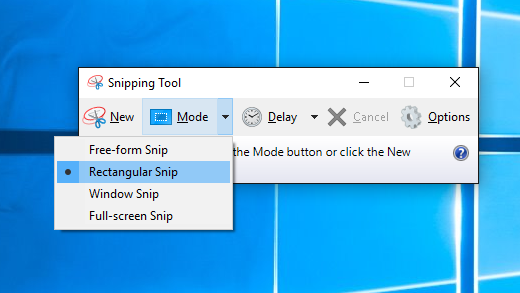 Snipping Tool
New Mode Delay Cancel Options
Free-form Snip
the Mode button or click the New
Rectangular Snip
Window Snip
Full-screen Snip